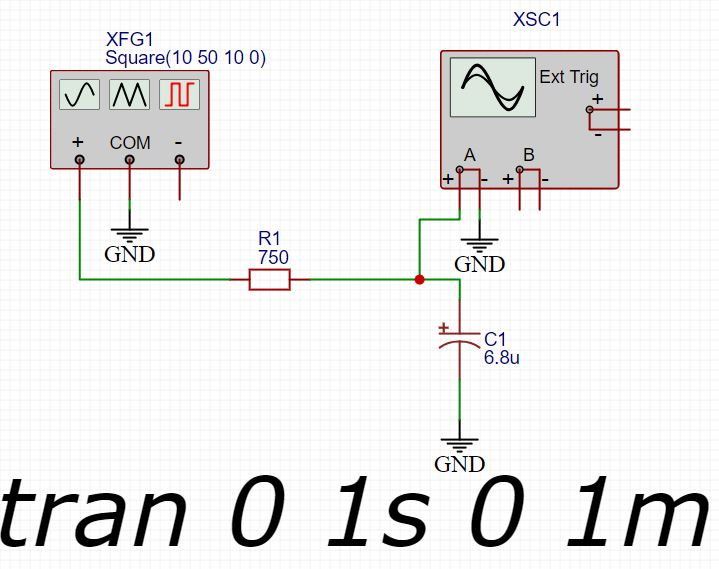 XSC1
XFG1
Square(10 50 10 0)
Ext Trig
+
-
+ COM -
A B
+ - + -
GND
GND
R1
750
+
C1
6.8u
GND
tran 0 1s 0 1m